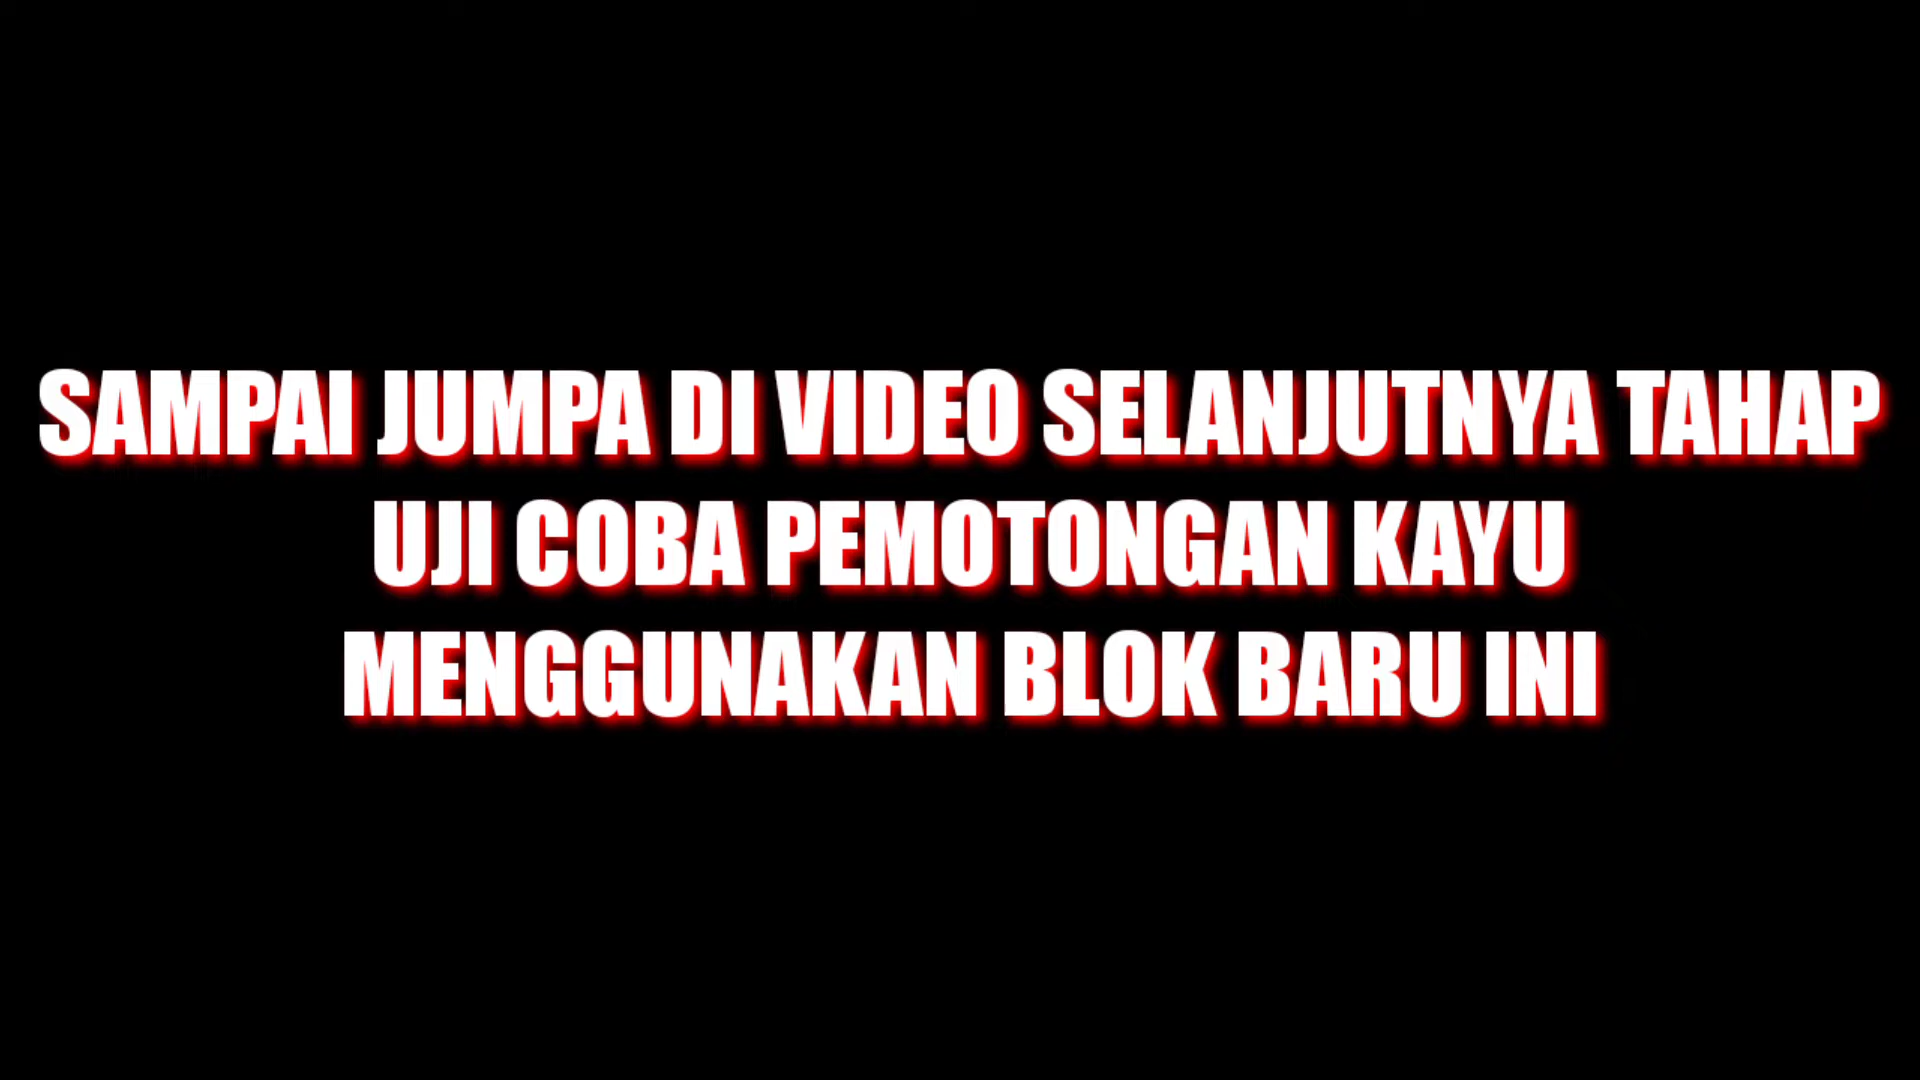 SAMPAI JUMPA DI VIDEO SELANJUTNYA TAHAP
UJI COBA PEMOTONGAN KAYU
MENGGUNAKAN BLOK BARU INI